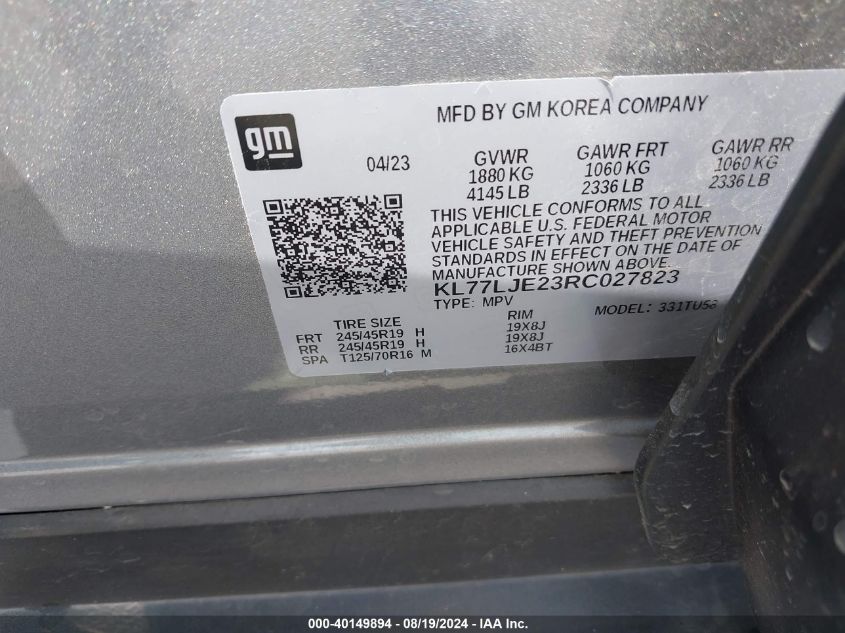 MFD BY GM KOREA COMPANY
gm
04/23
GVWR GAWR FRT GAWR RR
1880 KG 1060 KG 1060 KG
4145 LB 2336 LB 2336 LB
THIS VEHICLE CONFORMS TO ALL
APPLICABLE U.S. FEDERAL MOTOR
VEHICLE SAFETY AND THEFT PREVENTION
STANDARDS IN EFFECT ON THE DATE OF
MANUFACTURE SHOWN ABOVE.
KL77LJE23RC027823
TYPE: MPV MODEL:
TIRE SIZE RIM
FRT 245/45R19 H 19X8J
RR 245/45R19 H 19X8J
SPA T125/70R16 M 16X4BT
000-40149894 - 08/19/2024 - IAA Inc.